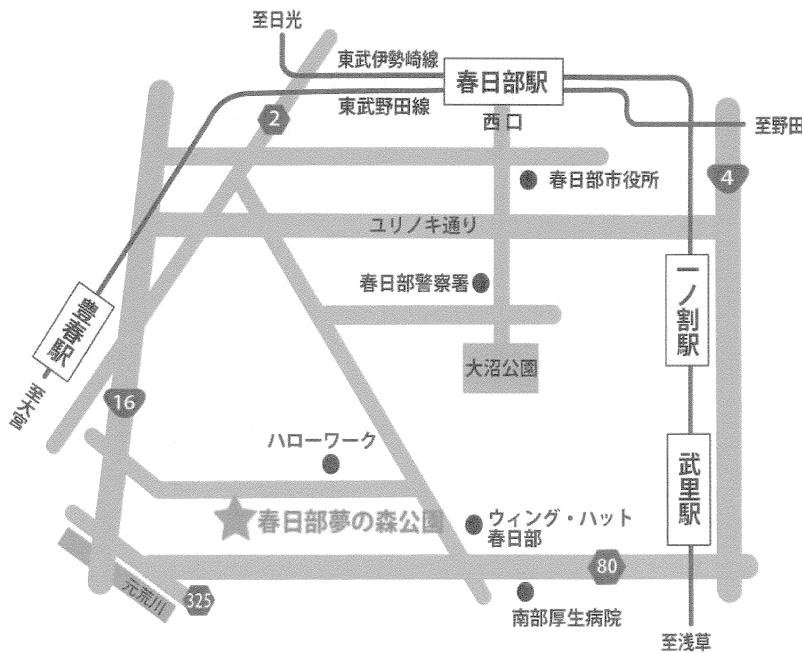 至日光
東武伊勢崎線
春日部駅
東武野田線
西口
至野田
2
4
春日部市役所
ユリノキ通り
春日部警察署
一ノ割駅
豊春駅
大沼公園
至大宮
16
ハローワーク
武里駅
春日部夢の森公園
ウィング・ハット
春日部
80
元荒川
325
南部厚生病院
至浅草